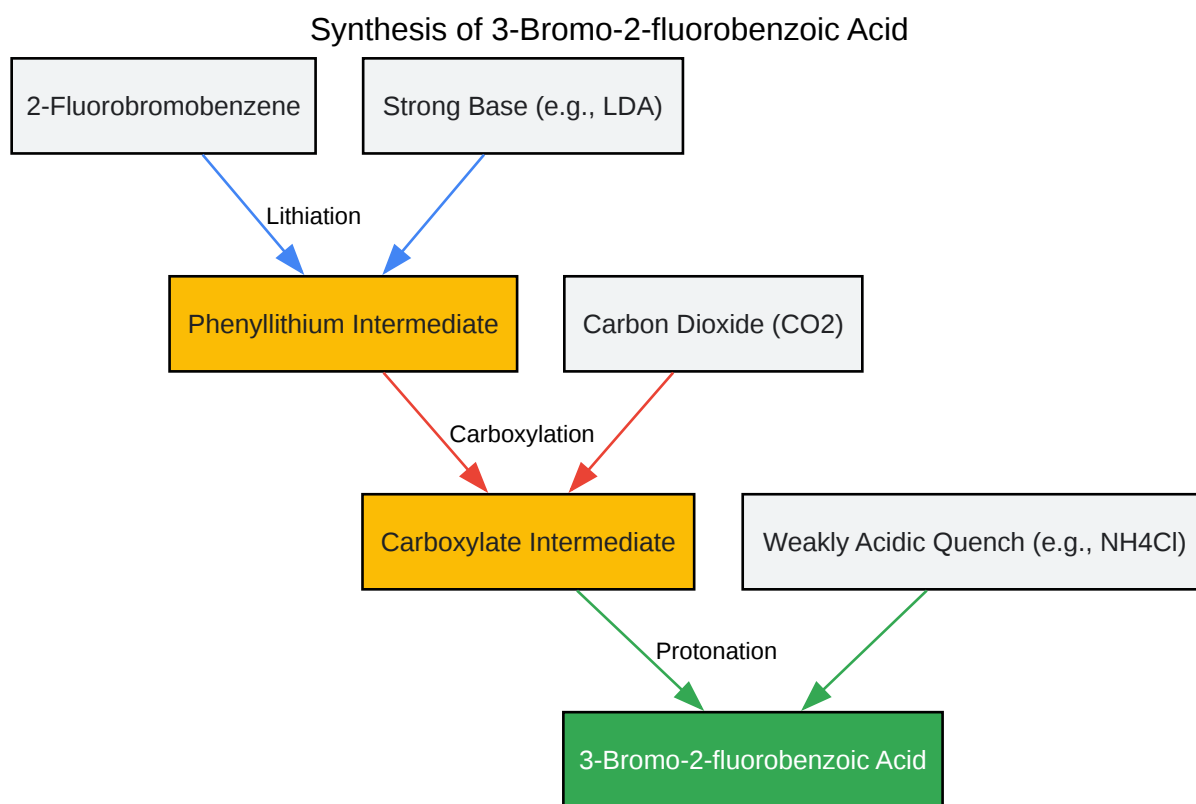 Synthesis of 3-Bromo-2-fluorobenzoic Acid
2-Fluorobromobenzene
Strong Base (e.g., LDA)
Lithiation
Phenyllithium Intermediate
Carbon Dioxide (CO2)
Carboxylation
Carboxylate Intermediate
Weakly Acidic Quench (e.g., NH4Cl)
Protonation
3-Bromo-2-fluorobenzoic Acid